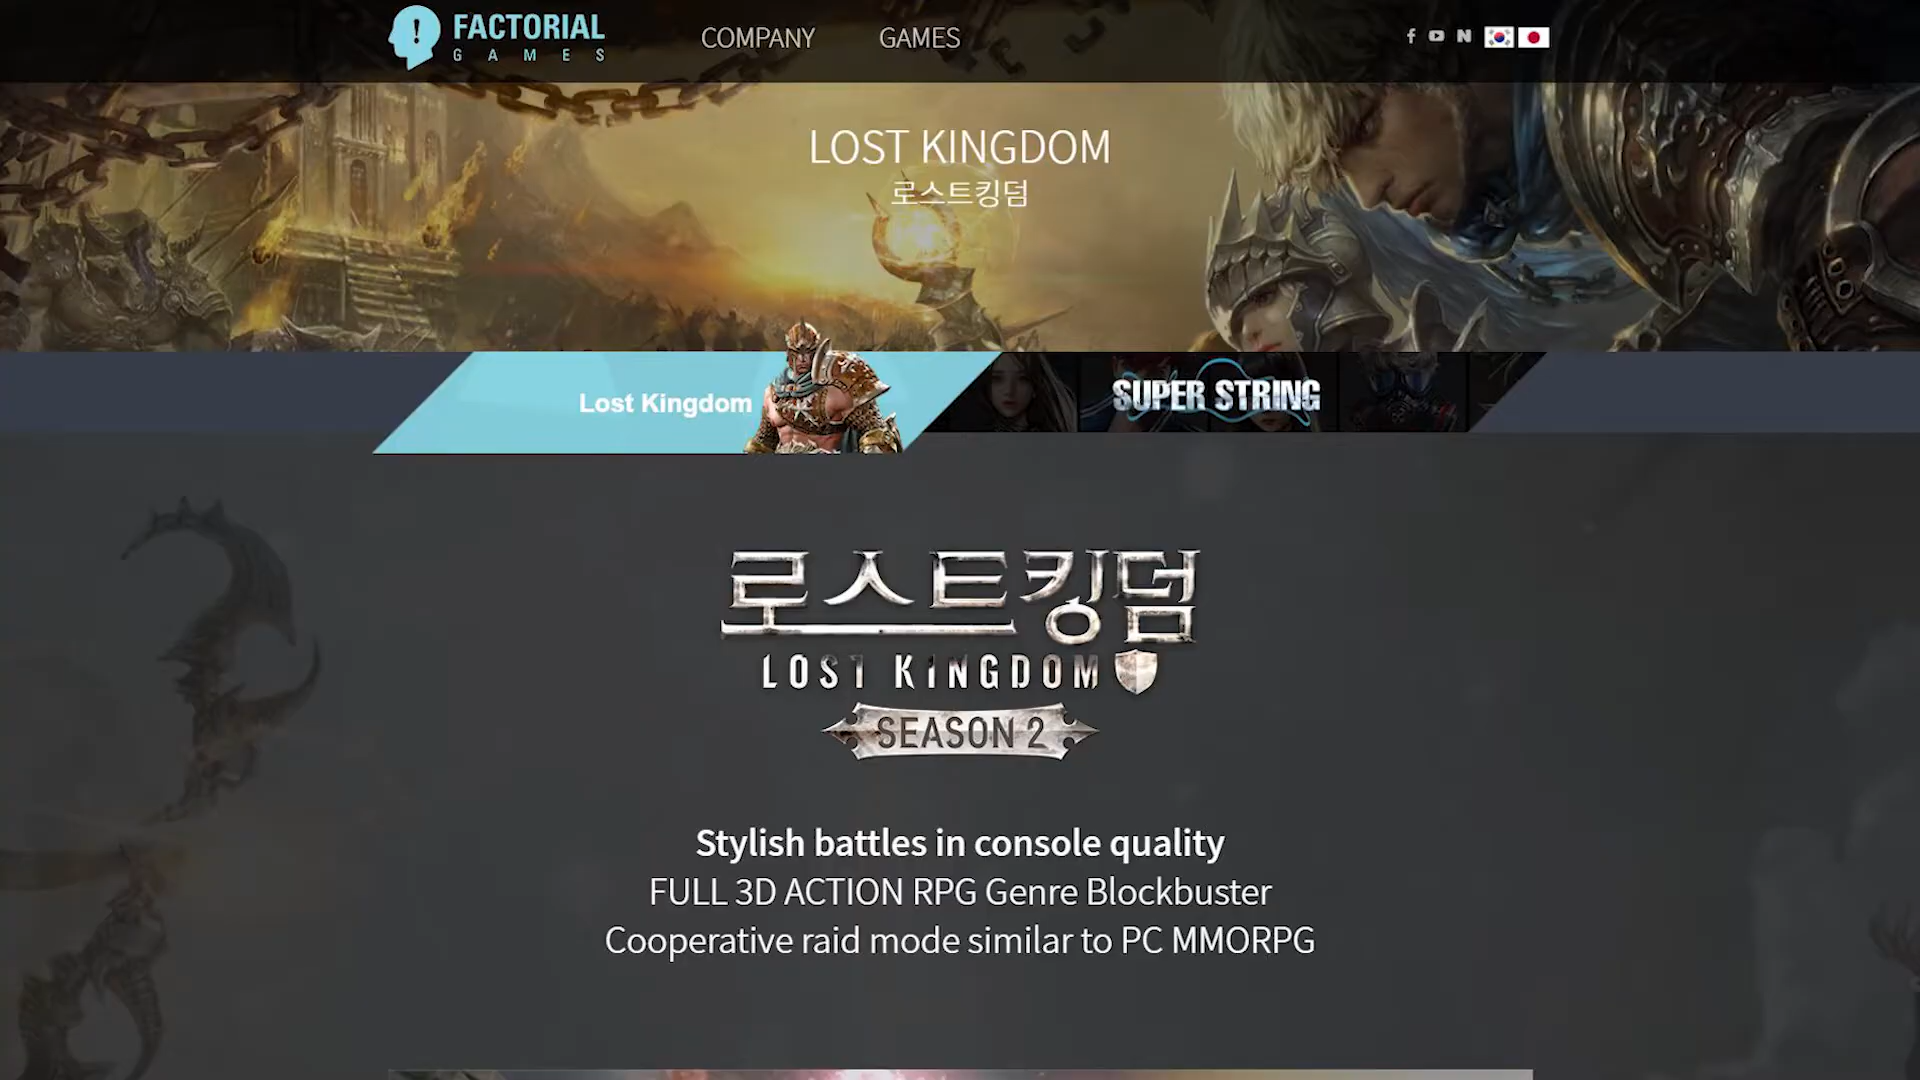 FACTORIAL
GAMES
COMPANY
GAMES
f
N
LOST KINGDOM
로스트킹덤
Lost Kingdom
SUPER STRING
로스트킹덤
LOST KINGDOM
SEASON 2
Stylish battles in console quality
FULL 3D ACTION RPG Genre Blockbuster
Cooperative raid mode similar to PC MMORPG